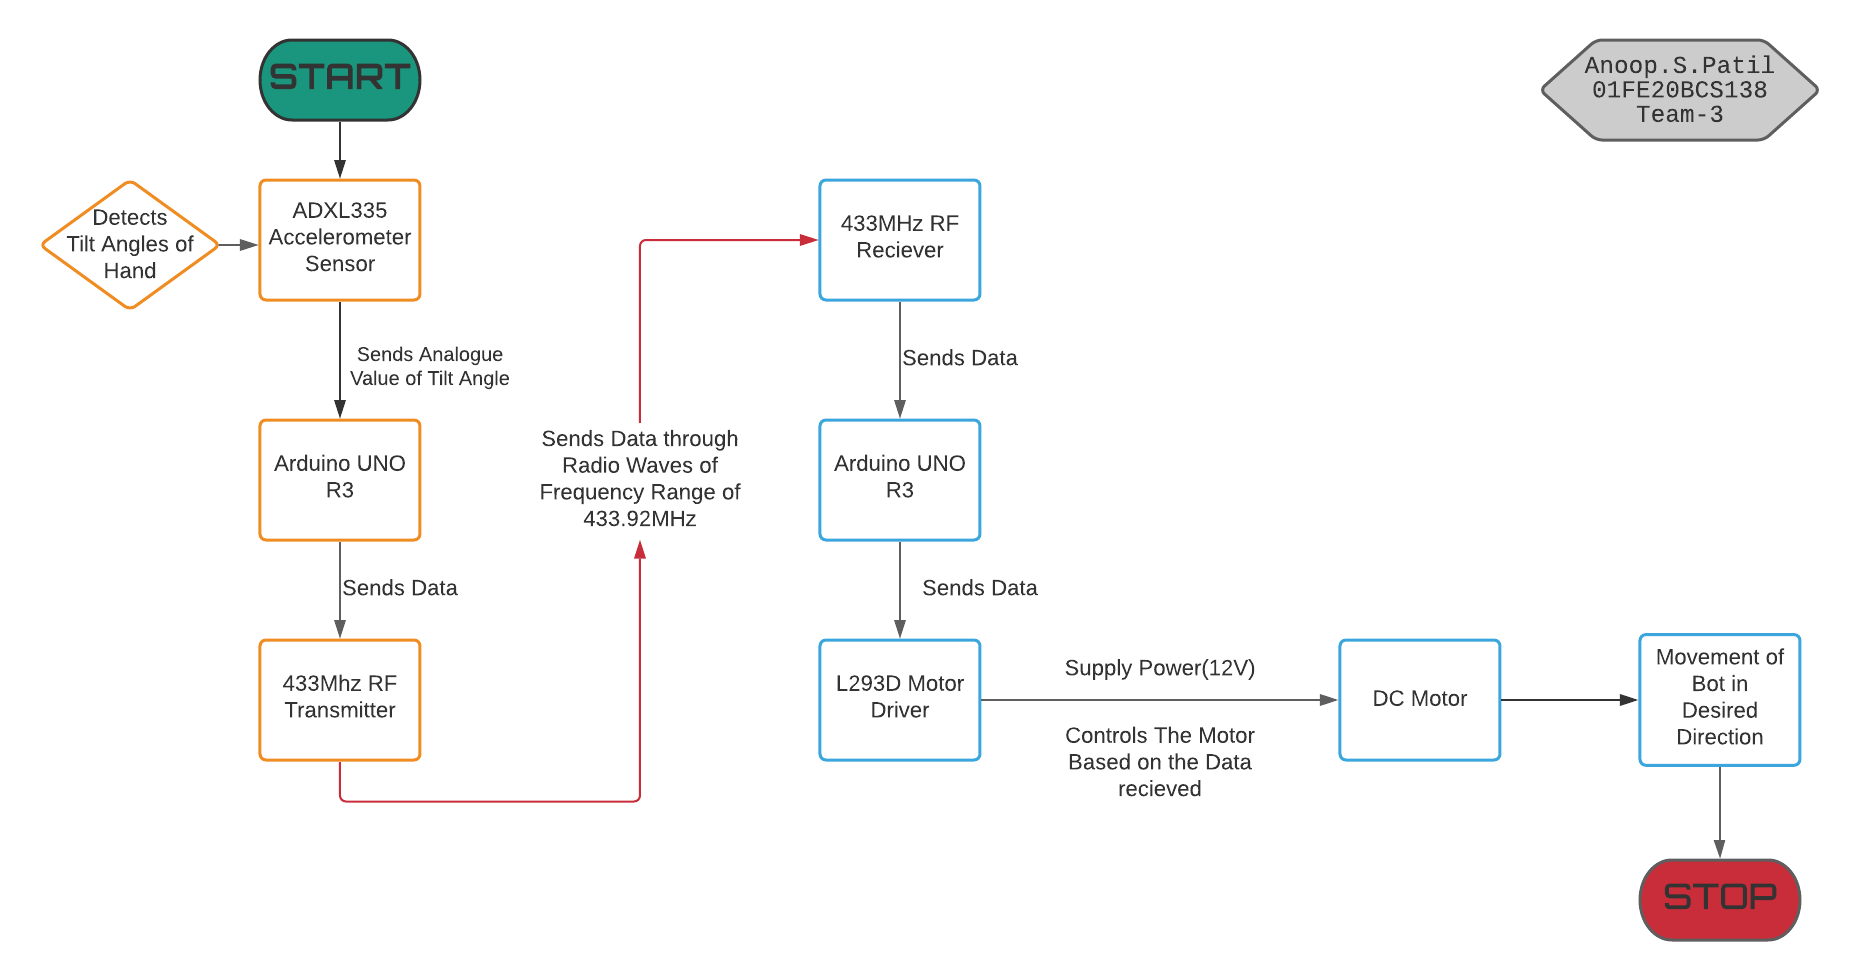 START
Anoop.S.Patil
01FE20BCS138
Team-3
Detects
Tilt Angles of
Hand
ADXL335
Accelerometer
Sensor
Sends Analogue
Value of Tilt Angle
Arduino UNO
R3
Sends Data
433Mhz RF
Transmitter
Sends Data through
Radio Waves of
Frequency Range of
433.92MHz
433MHz RF
Reciever
Sends Data
Arduino UNO
R3
Sends Data
L293D Motor
Driver
Supply Power(12V)
Controls The Motor
Based on the Data
recieved
DC Motor
Movement of
Bot in
Desired
Direction
STOP